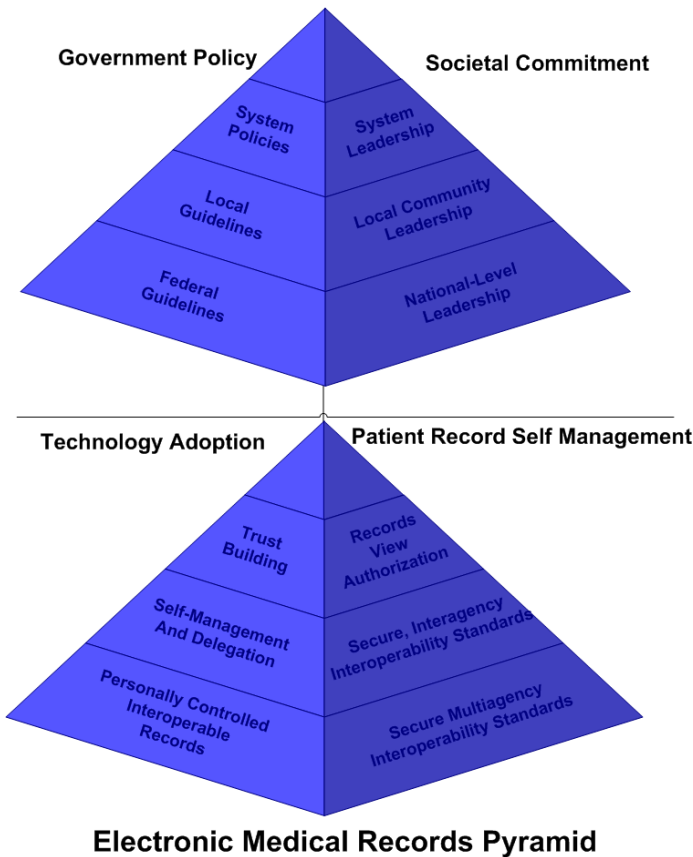 Government Policy
Societal Commitment
System
Policies
System
Leadership
Local
Guidelines
Local Community
Leadership
Federal
Guidelines
National-Level
Leadership
Technology Adoption
Patient Record Self Management
Trust
Building
Records
View
Authorization
Self-Management
And Delegation
Secure, Interagency
Interoperability Standards
Personally Controlled
Interoperable
Records
Secure Multiagency
Interoperability Standards
Electronic Medical Records Pyramid